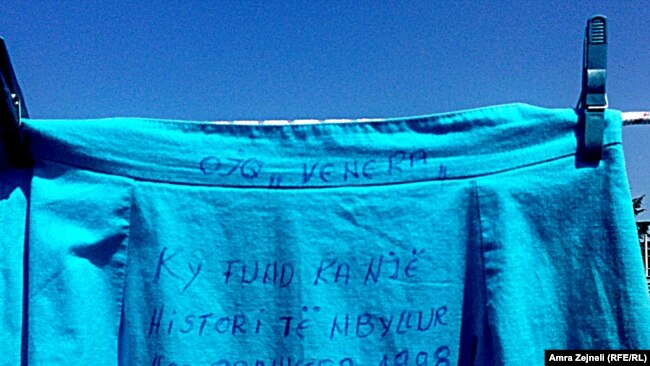 OJQ „VENERA„
KY FUND KA NJË
HISTORI TË MBYLLUR
1998
Amra Zejneli (RFE/RL)